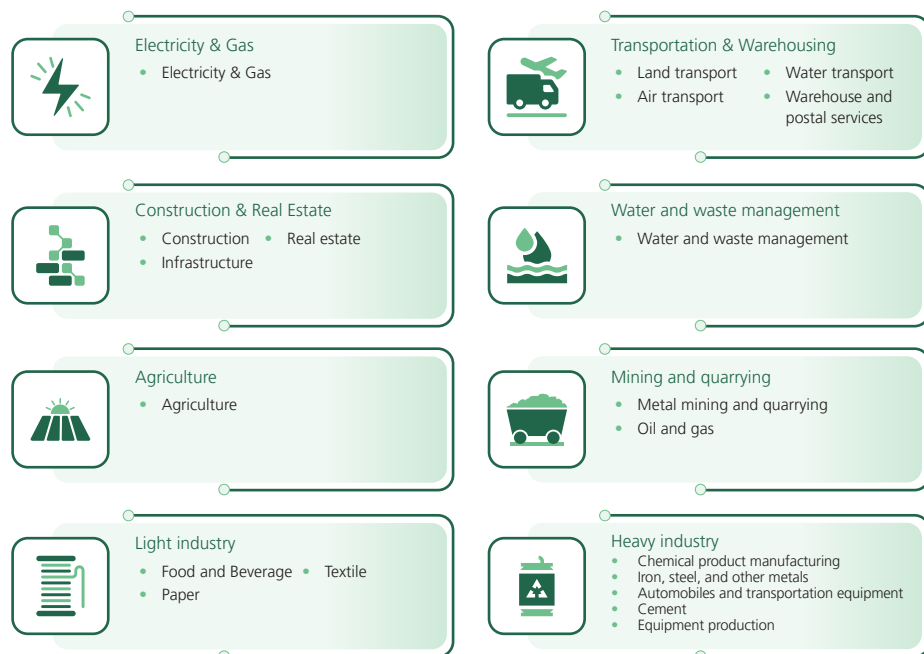 Electricity & Gas
• Electricity & Gas
Transportation & Warehousing
• Land transport • Water transport
• Air transport • Warehouse and
postal services
Construction & Real Estate
• Construction • Real estate
• Infrastructure
Water and waste management
• Water and waste management
Agriculture
• Agriculture
Mining and quarrying
• Metal mining and quarrying
• Oil and gas
Light industry
• Food and Beverage • Textile
• Paper
Heavy industry
• Chemical product manufacturing
• Iron, steel, and other metals
• Automobiles and transportation equipment
• Cement
• Equipment production